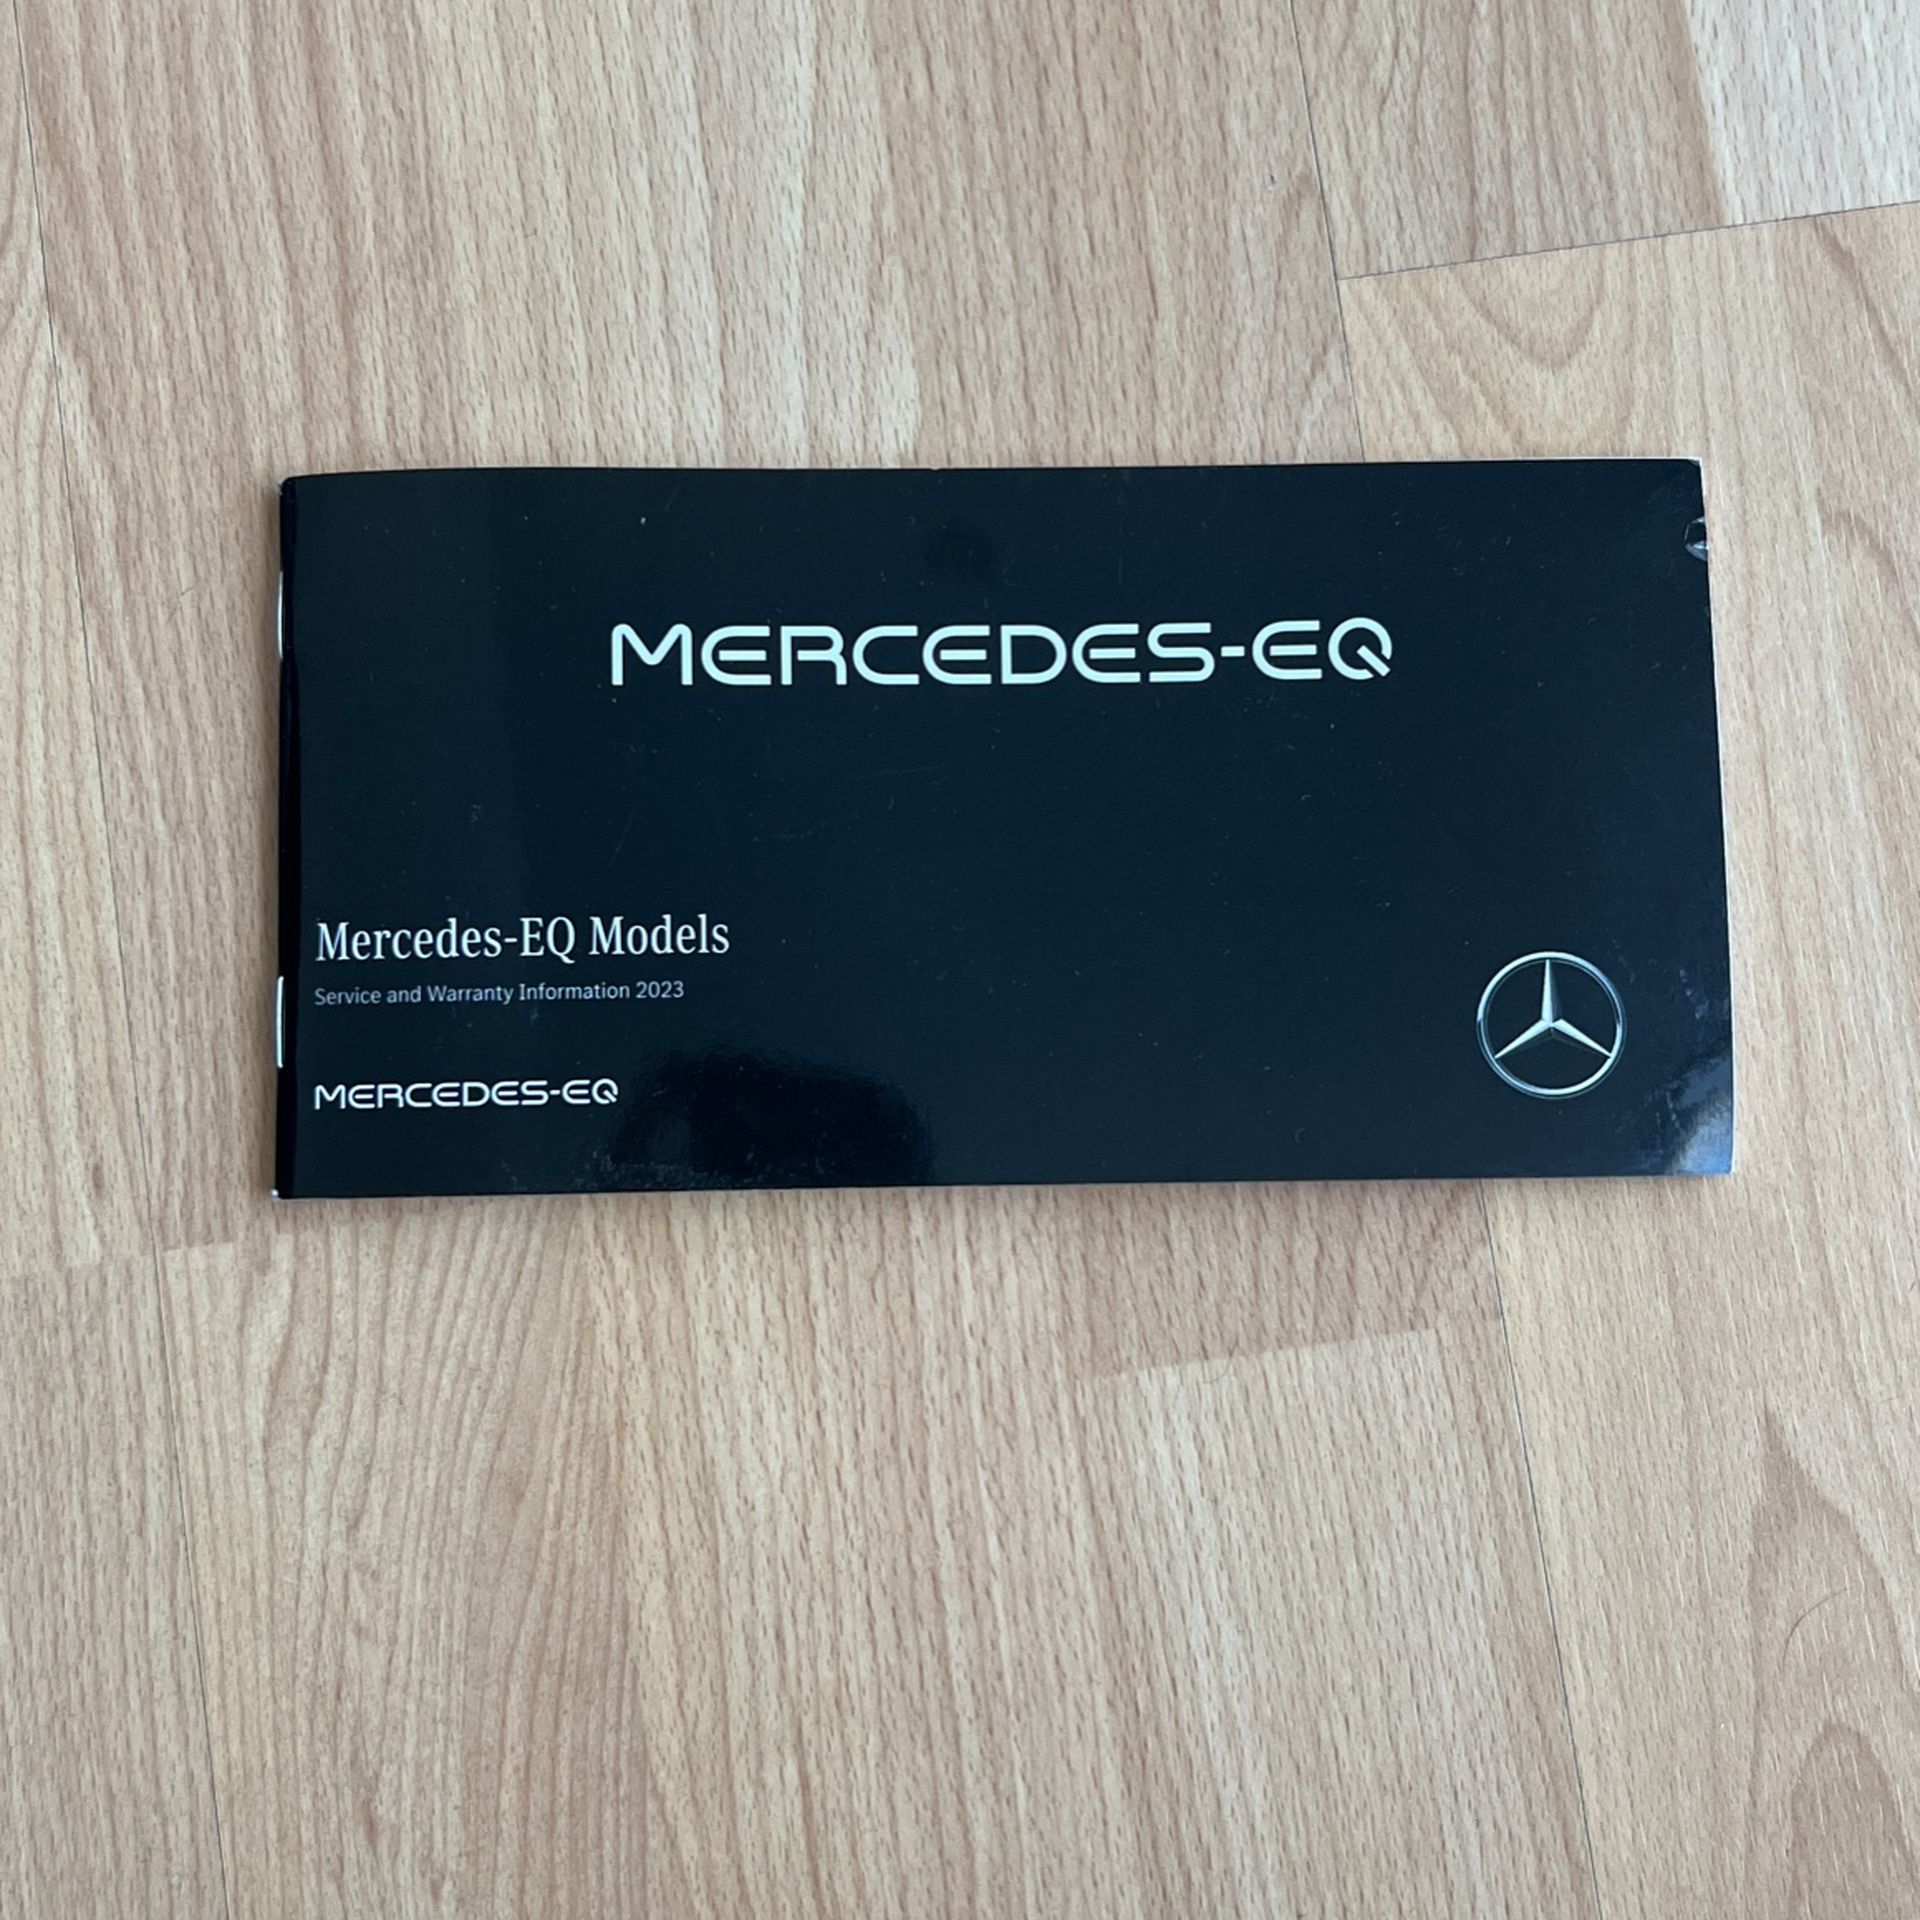 MERCEDES-EQ
Mercedes-EQ Models
Service and Warranty Information 2023
MERCEDES-EQ